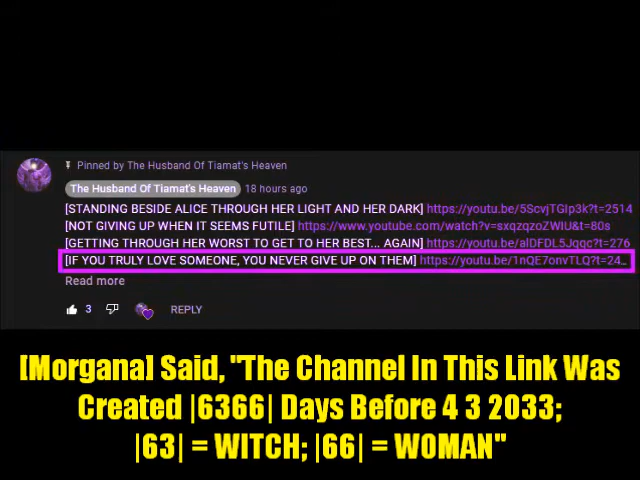 Pinned by The Husband Of Tiamat's Heaven
The Husband Of Tiamat's Heaven 18 hours ago
[STANDING BESIDE ALICE THROUGH HER LIGHT AND HER DARK] https://youtu.be/5ScvjTGIp3k?t=2514
[NOT GIVING UP WHEN IT SEEMS FUTILE] https://www.youtube.com/watch?v=sxqzqzoZWIU&t=80s
[GETTING THROUGH HER WORST TO GET TO HER BEST... AGAIN] https://youtu.be/alDFDL5Jqqc?t=276
[IF YOU TRULY LOVE SOMEONE, YOU NEVER GIVE UP ON THEM] https://youtu.be/1nQE7onvTLQ?t=24...
Read more
3 REPLY
[Morgana] Said, "The Channel In This Link Was
Created |6366| Days Before 4 3 2033;
|63| = WITCH; |66| = WOMAN"